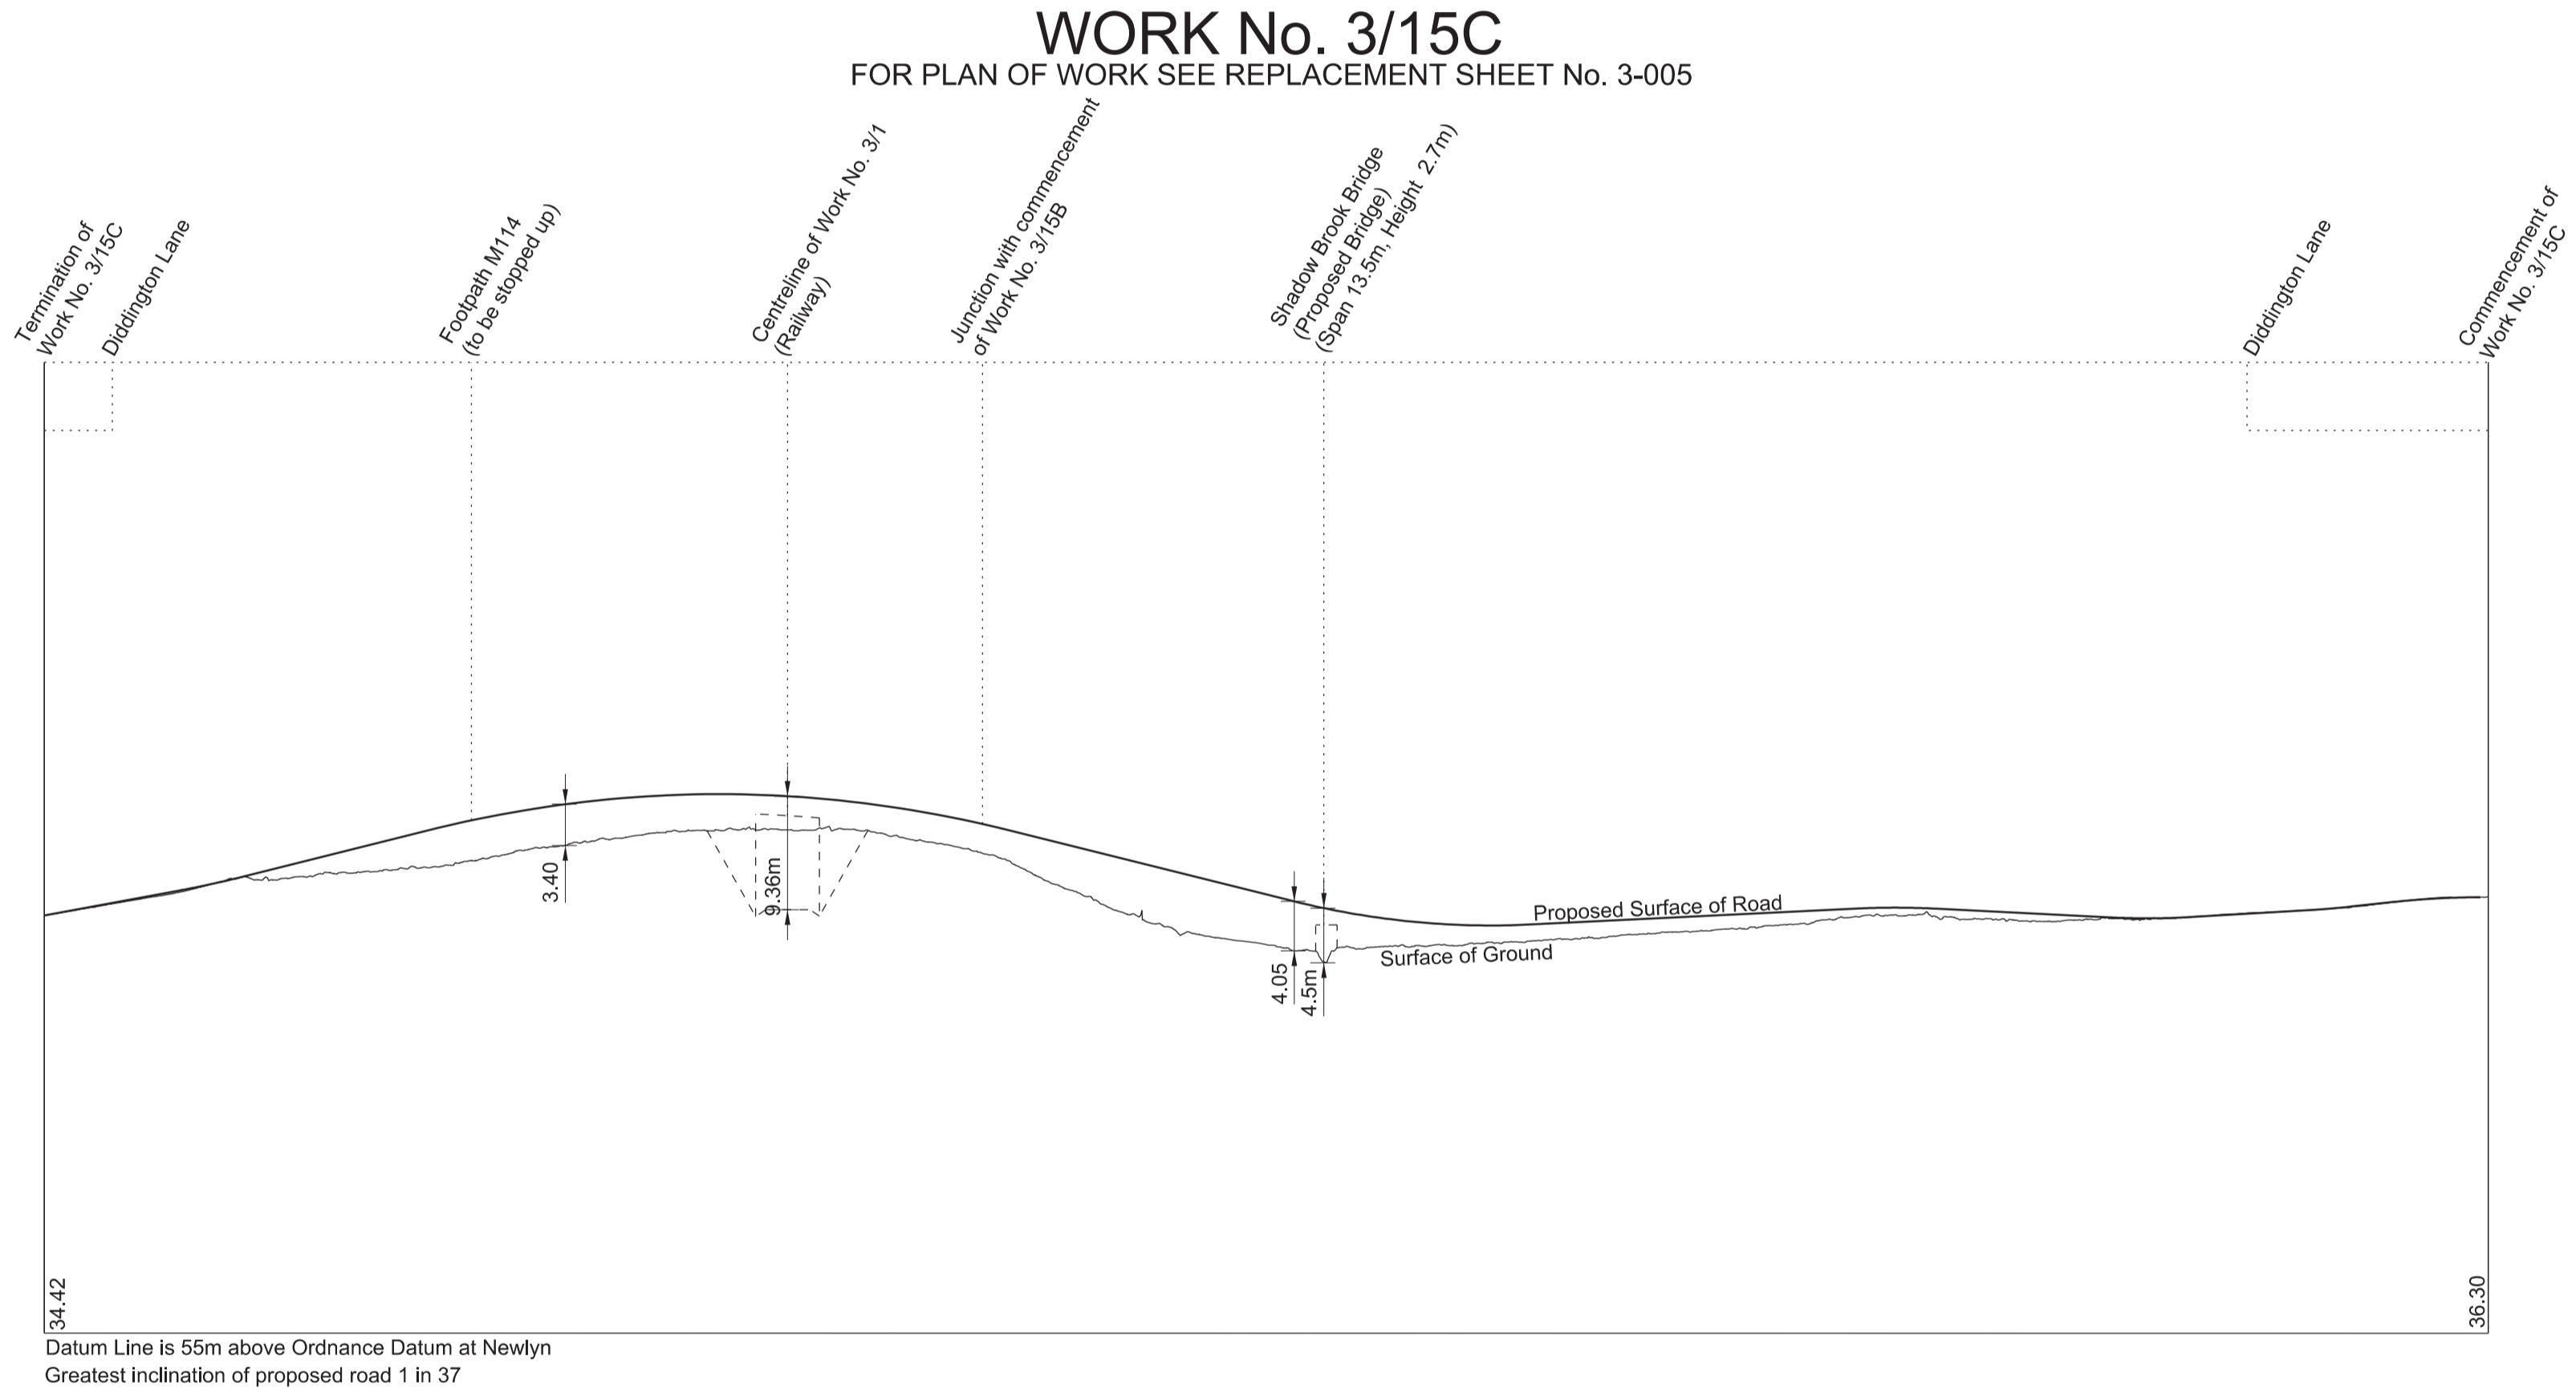 WORK No. 3/15C
FOR PLAN OF WORK SEE REPLACEMENT SHEET No. 3-005
Termination of
Work No. 3/15C
Diddington Lane
Footpath M114
(to be stopped up)
Centreline of Work No. 3/1
(Railway)
Junction with commencement
of Work No. 3/15B
Shadow Brook Bridge
(Proposed Bridge)
(Span 13.5m, Height 2.7m)
Diddington Lane
Commencement of
Work No. 3/15C
3.40
9.36m
4.05
4.5m
Proposed Surface of Road
Surface of Ground
34.42
36.30
Datum Line is 55m above Ordnance Datum at Newlyn
Greatest inclination of proposed road 1 in 37